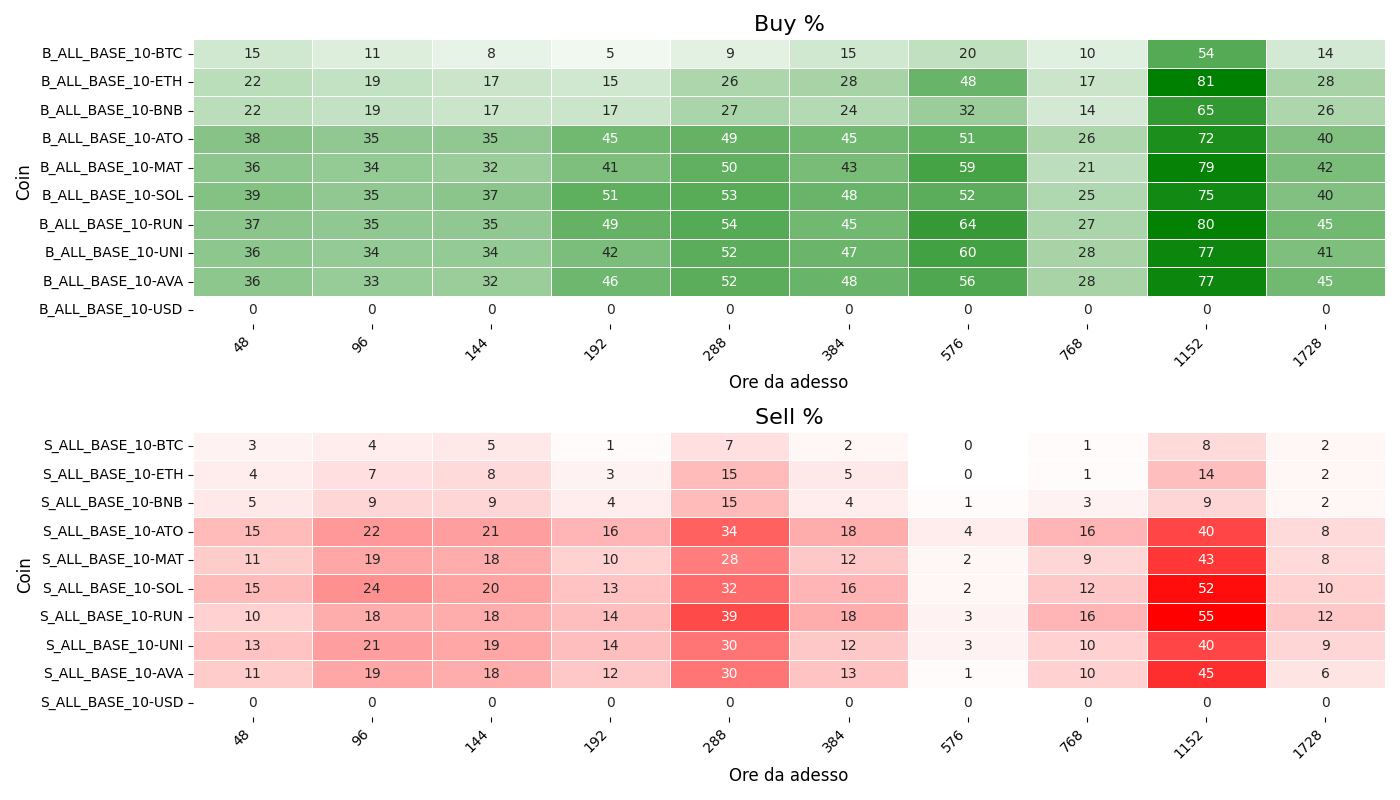 Buy %
B_ALL_BASE_10-BTC 15 11 8 5 9 15 20 10 54 14
B_ALL_BASE_10-ETH 22 19 17 15 26 28 48 17 81 28
B_ALL_BASE_10-BNB 22 19 17 17 27 24 32 14 65 26
B_ALL_BASE_10-ATO 38 35 35 45 49 45 51 26 72 40
B_ALL_BASE_10-MAT 36 34 32 41 50 43 59 21 79 42
B_ALL_BASE_10-SOL 39 35 37 51 53 48 52 25 75 40
B_ALL_BASE_10-RUN 37 35 35 49 54 45 64 27 80 45
B_ALL_BASE_10-UNI 36 34 34 42 52 47 60 28 77 41
B_ALL_BASE_10-AVA 36 33 32 46 52 48 56 28 77 45
B_ALL_BASE_10-USD 0 0 0 0 0 0 0 0 0 0
Coin
48 96 144 192 288 384 576 768 1152 1728
Ore da adesso
Sell %
S_ALL_BASE_10-BTC 3 4 5 1 7 2 0 1 8 2
S_ALL_BASE_10-ETH 4 7 8 3 15 5 0 1 14 2
S_ALL_BASE_10-BNB 5 9 9 4 15 4 1 3 9 2
S_ALL_BASE_10-ATO 15 22 21 16 34 18 4 16 40 8
S_ALL_BASE_10-MAT 11 19 18 10 28 12 2 9 43 8
S_ALL_BASE_10-SOL 15 24 20 13 32 16 2 12 52 10
S_ALL_BASE_10-RUN 10 18 18 14 39 18 3 16 55 12
S_ALL_BASE_10-UNI 13 21 19 14 30 12 3 10 40 9
S_ALL_BASE_10-AVA 11 19 18 12 30 13 1 10 45 6
S_ALL_BASE_10-USD 0 0 0 0 0 0 0 0 0 0
Coin
48 96 144 192 288 384 576 768 1152 1728
Ore da adesso